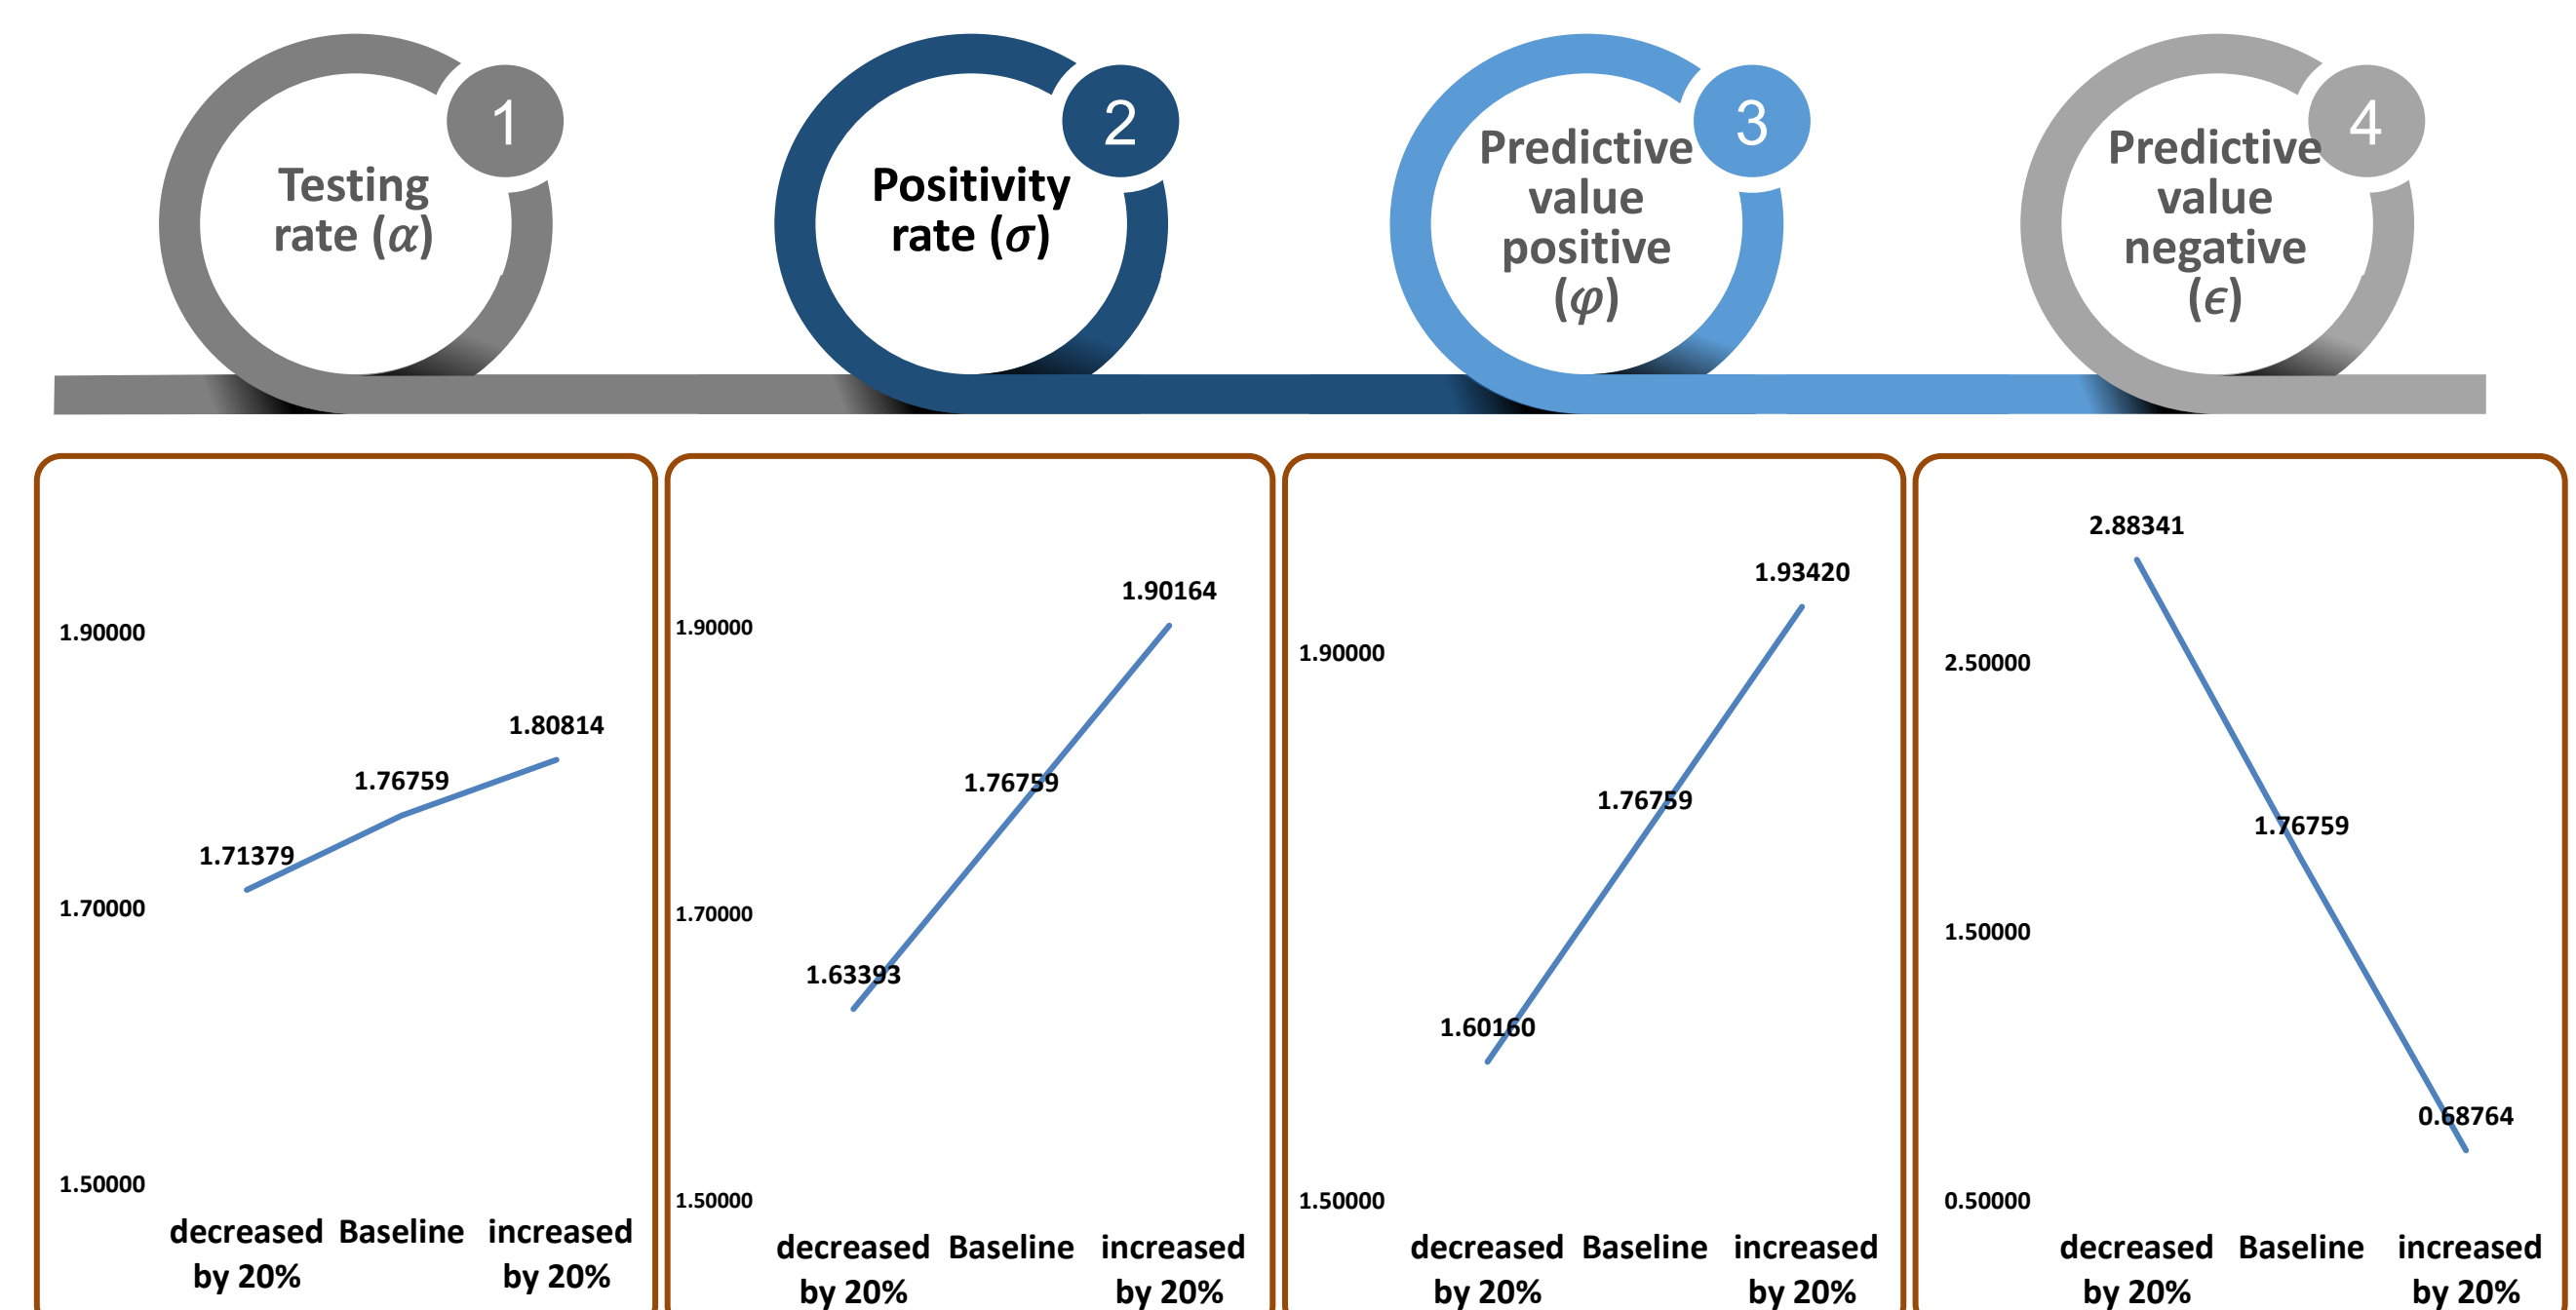 1
Testing
rate (α)
2
Positivity
rate (σ)
3
Predictive
value
positive
(φ)
4
Predictive
value
negative
(ϵ)
1.90000
1.70000
1.50000
1.71379
1.76759
1.80814
decreased
by 20%
Baseline
increased
by 20%
1.90000
1.70000
1.50000
1.63393
1.76759
1.90164
decreased
by 20%
Baseline
increased
by 20%
1.90000
1.50000
1.60160
1.76759
1.93420
decreased
by 20%
Baseline
increased
by 20%
2.50000
1.50000
0.50000
2.88341
1.76759
0.68764
decreased
by 20%
Baseline
increased
by 20%